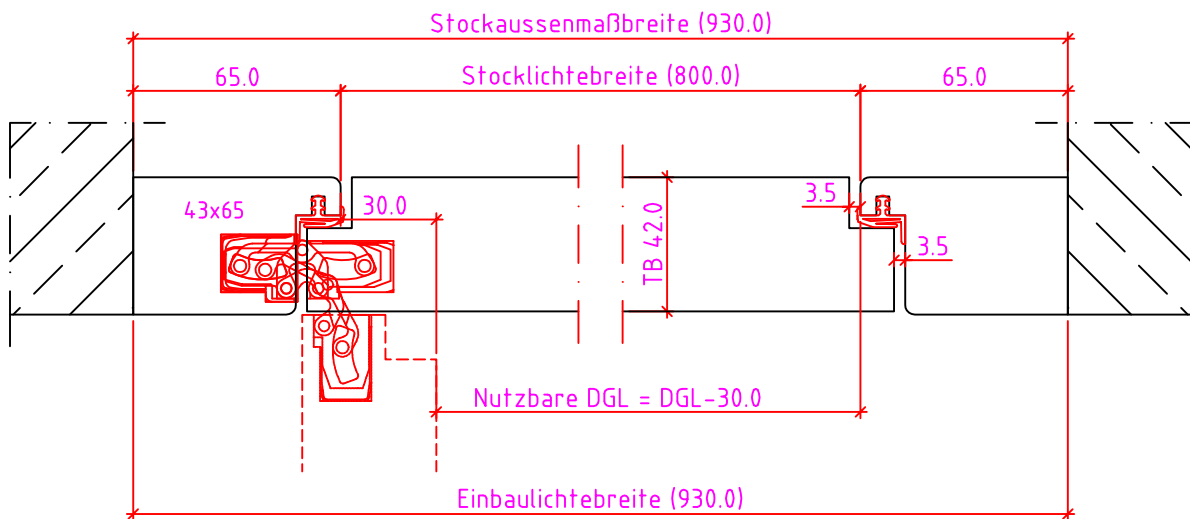 Stockaussenmaßbreite (930.0)
65.0
Stocklichtebreite (800.0)
65.0
43x65
30.0
3.5
TB 42.0
3.5
Nutzbare DGL = DGL-30.0
Einbaulichtebreite (930.0)